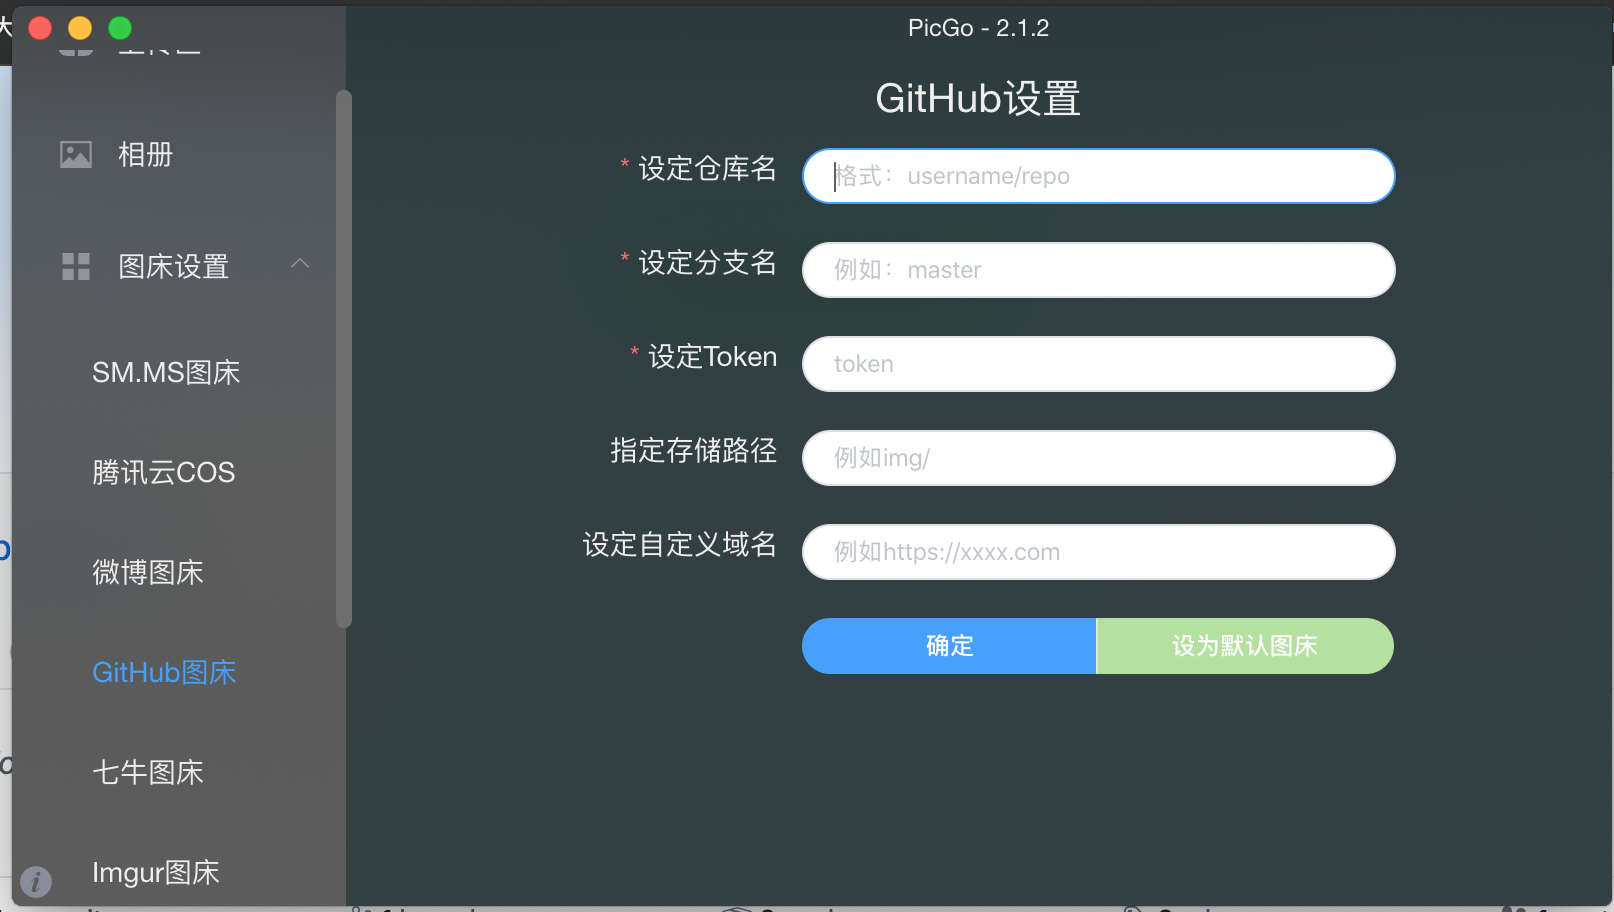 PicGo - 2.1.2
相册
图床设置
SM.MS图床
腾讯云COS
微博图床
GitHub图床
七牛图床
Imgur图床
GitHub设置
* 设定仓库名
格式：username/repo
* 设定分支名
例如：master
* 设定Token
token
指定存储路径
例如img/
设定自定义域名
例如https://xxxx.com
确定
设为默认图床